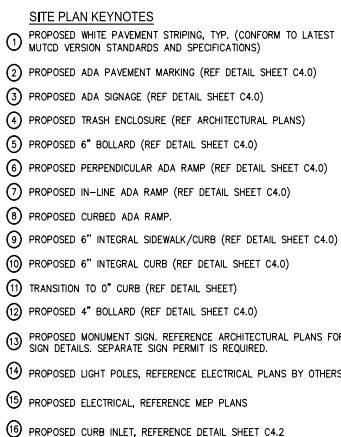 SITE PLAN KEYNOTES
1 PROPOSED WHITE PAVEMENT STRIPING, TYP. (CONFORM TO LATEST
MUTCD VERSION STANDARDS AND SPECIFICATIONS)
2 PROPOSED ADA PAVEMENT MARKING (REF DETAIL SHEET C4.0)
3 PROPOSED ADA SIGNAGE (REF DETAIL SHEET C4.0)
4 PROPOSED TRASH ENCLOSURE (REF ARCHITECTURAL PLANS)
5 PROPOSED 6" BOLLARD (REF DETAIL SHEET C4.0)
6 PROPOSED PERPENDICULAR ADA RAMP (REF DETAIL SHEET C4.0)
7 PROPOSED IN-LINE ADA RAMP (REF DETAIL SHEET C4.0)
8 PROPOSED CURBED ADA RAMP.
9 PROPOSED 6" INTEGRAL SIDEWALK/CURB (REF DETAIL SHEET C4.0)
10 PROPOSED 6" INTEGRAL CURB (REF DETAIL SHEET C4.0)
11 TRANSITION TO 0" CURB (REF DETAIL SHEET)
12 PROPOSED 4" BOLLARD (REF DETAIL SHEET C4.0)
13 PROPOSED MONUMENT SIGN. REFERENCE ARCHITECTURAL PLANS FOR
SIGN DETAILS. SEPARATE SIGN PERMIT IS REQUIRED.
14 PROPOSED LIGHT POLES, REFERENCE ELECTRICAL PLANS BY OTHERS
15 PROPOSED ELECTRICAL, REFERENCE MEP PLANS
16 PROPOSED CURB INLET, REFERENCE DETAIL SHEET C4.2